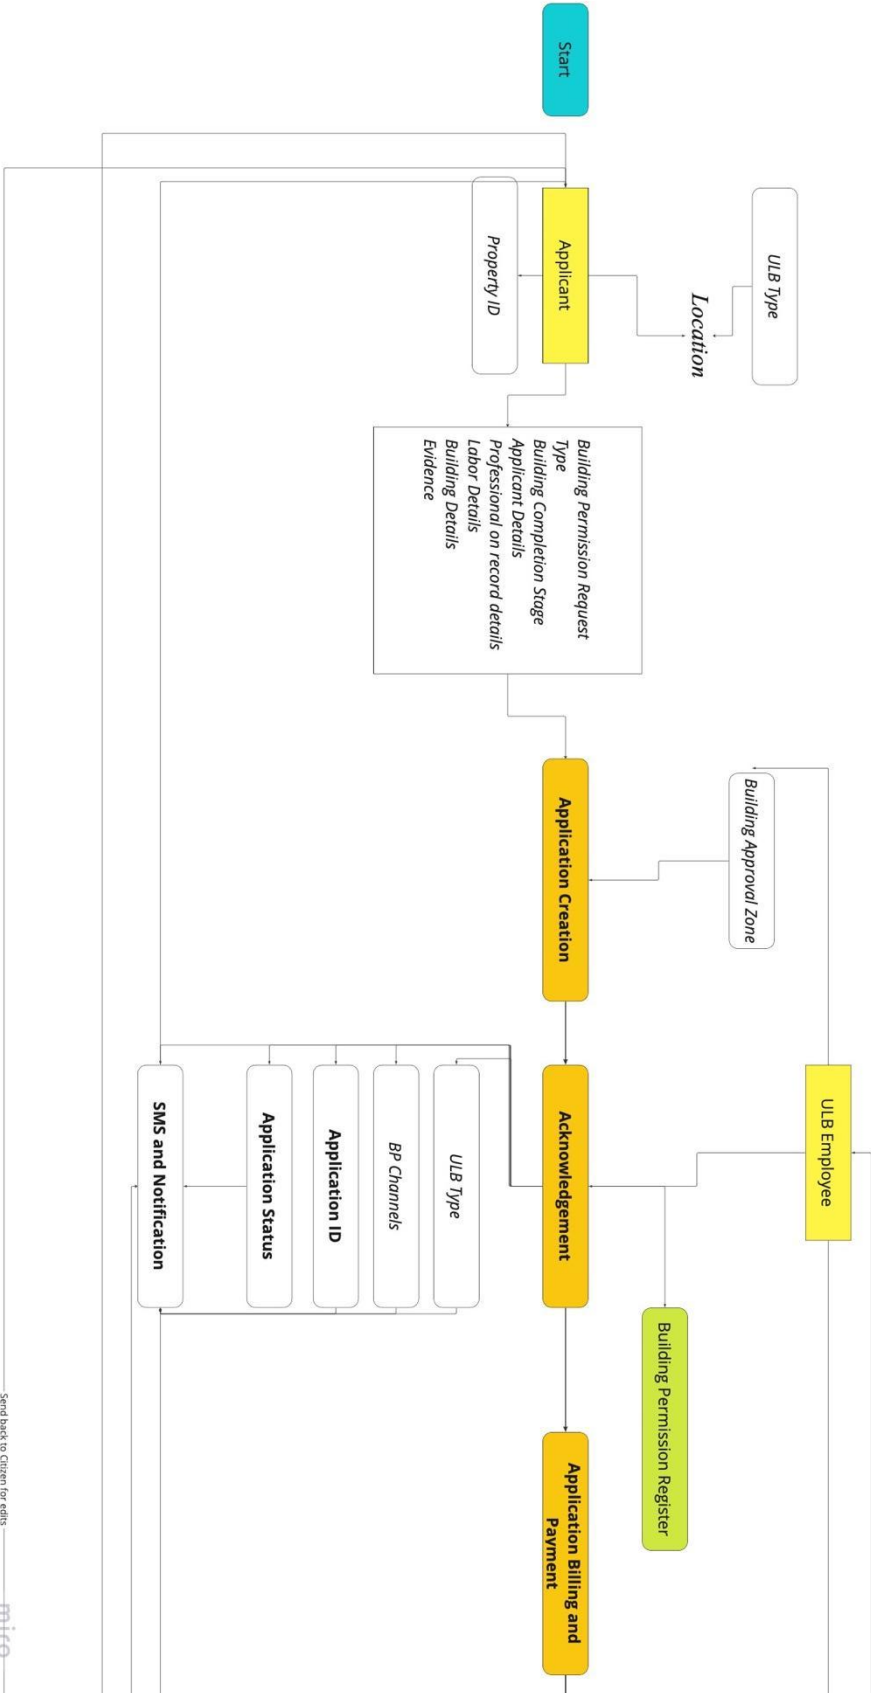 ULB Type
Location
ULB Employee
Building Approval Zone
Building Permission Register
Start
Applicant
Application Creation
Acknowledgement
Application Billing and
Payment
Property ID
Building Permission Request
Type
Building Completion Stage
Applicant Details
Professional on record details
Labor Details
Building Details
Evidence
ULB Type
BP Channels
Application ID
Application Status
SMS and Notification
Send back to Citizen for edits
miro